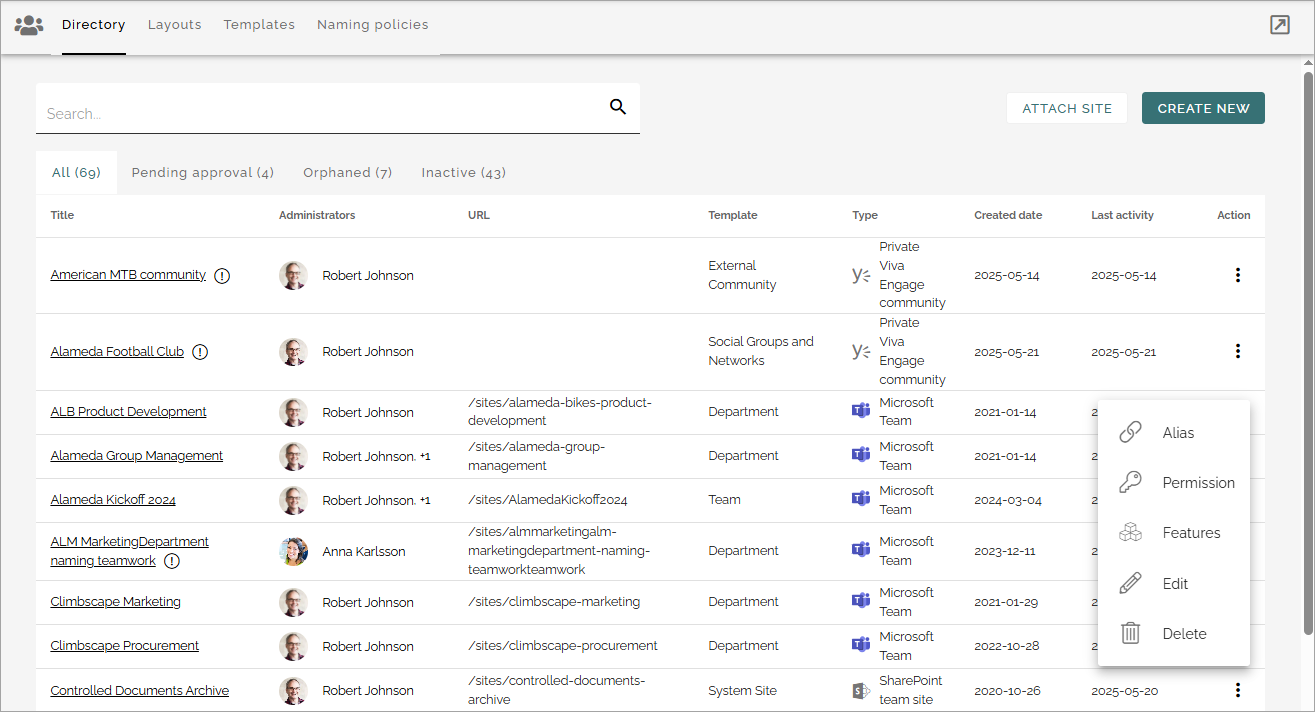 Directory Layouts Templates Naming policies
Search...
ATTACH SITE CREATE NEW
All (69) Pending approval (4) Orphaned (7) Inactive (43)
Title Administrators URL Template Type Created date Last activity Action
American MTB community Robert Johnson External Community Private Viva Engage community 2025-05-14 2025-05-14
Alameda Football Club Robert Johnson Social Groups and Networks Private Viva Engage community 2025-05-21 2025-05-21
ALB Product Development Robert Johnson /sites/alameda-bikes-product-development Department Microsoft Team 2021-01-14
Alameda Group Management Robert Johnson, +1 /sites/alameda-group-management Department Microsoft Team 2021-01-14
Alameda Kickoff 2024 Robert Johnson, +1 /sites/AlamedaKickoff2024 Team Microsoft Team 2024-03-04
ALM MarketingDepartment naming teamwork Anna Karlsson /sites/almmarketingalm-marketingdepartment-naming-teamworkteamwork Department Microsoft Team 2023-12-11
Climbscape Marketing Robert Johnson /sites/climbscape-marketing Department Microsoft Team 2021-01-29
Climbscape Procurement Robert Johnson /sites/climbscape-procurement Department Microsoft Team 2022-10-28
Controlled Documents Archive Robert Johnson /sites/controlled-documents-archive System Site SharePoint team site 2020-10-26 2025-05-20
Alias
Permission
Features
Edit
Delete